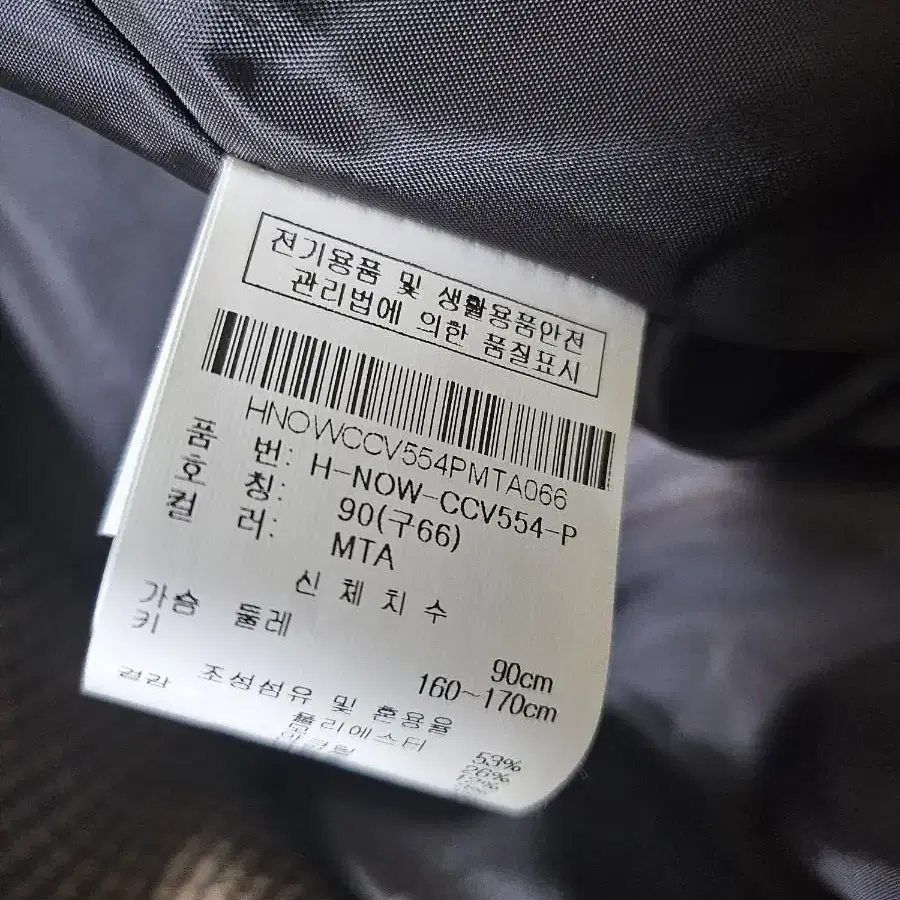 전기용품 및 생활용품안전
관리법에 의한 품질표시
HNOWCCV554PMTA066
품 번: H-NOW-CCV554-P
호 칭: 90(구66)
컬 러: MTA
신 체 치 수
가슴 둘레 90cm
키 160~170cm
조성섬유 및 혼용율
겉감 폴리에스터 53%
26%
12%